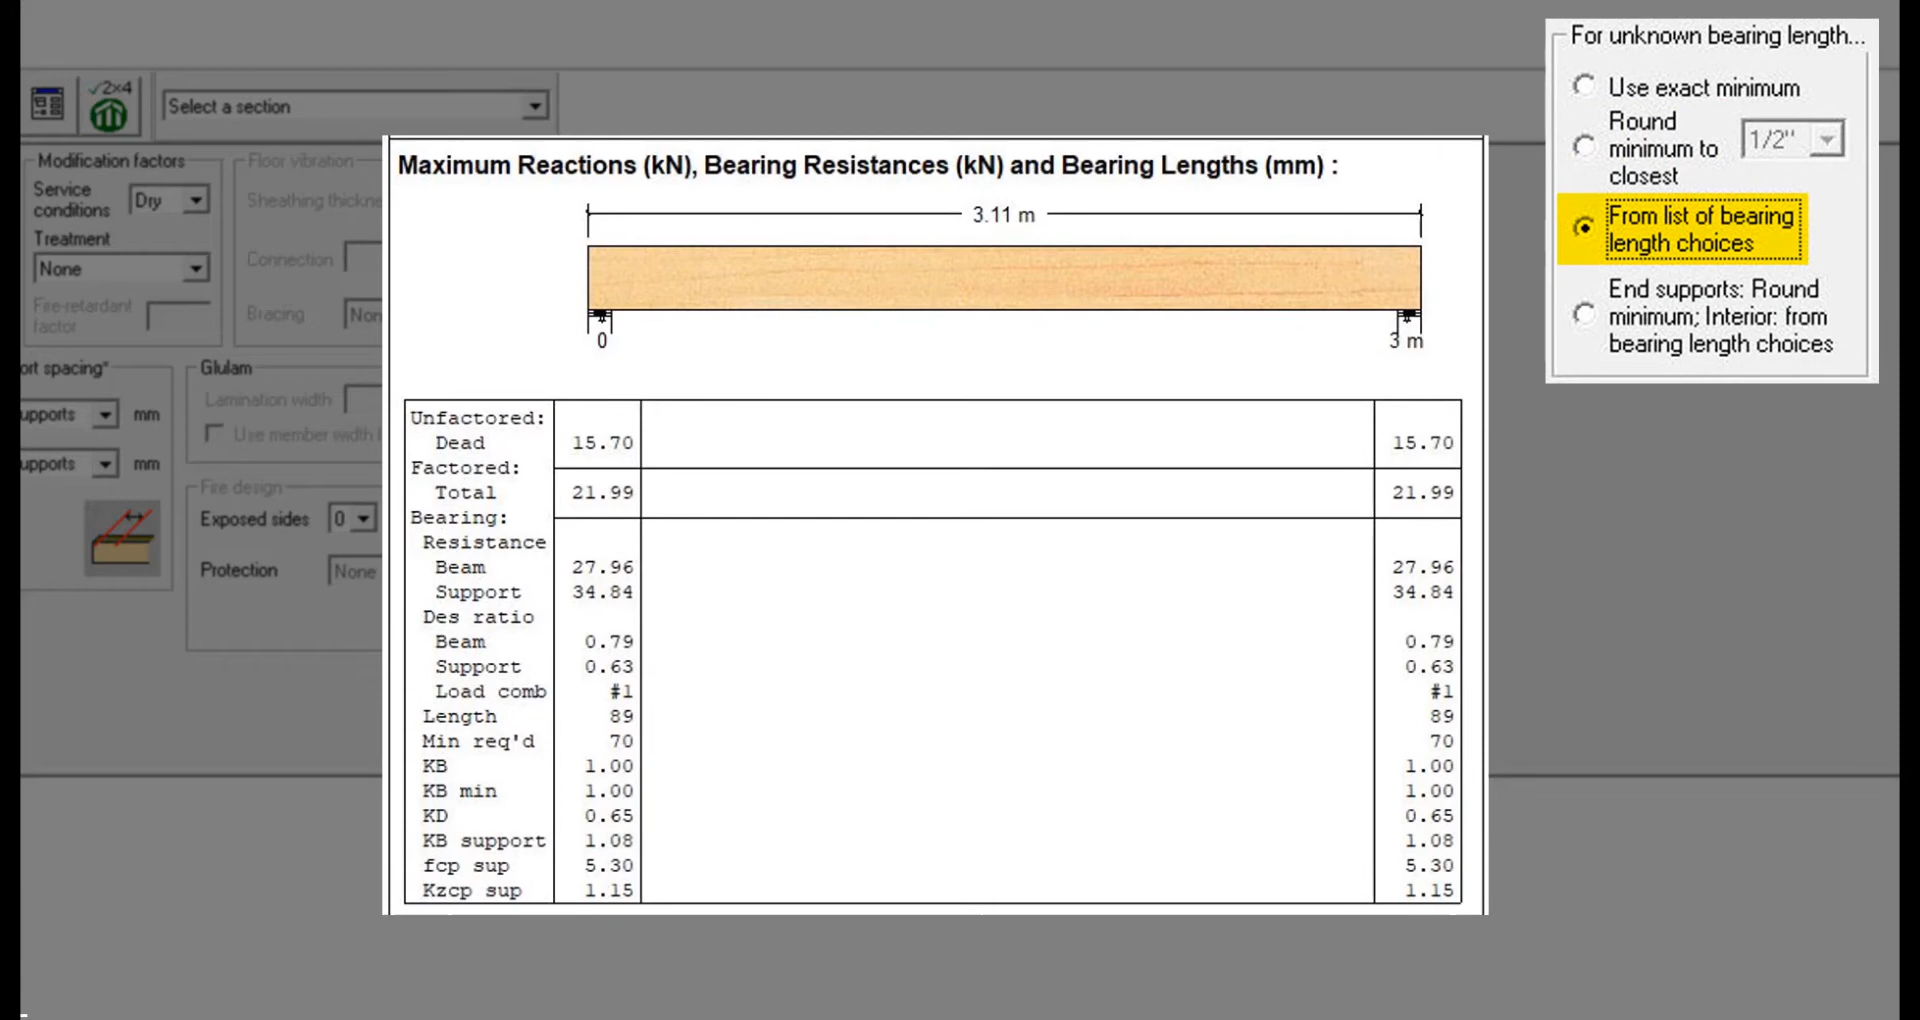 For unknown bearing length...
Use exact minimum
Round
minimum to
closest
1/2"
From list of bearing
length choices
End supports: Round
minimum; Interior: from
bearing length choices
2x4
Select a section
Modification factors
Service
conditions
Dry
Treatment
None
Fire-retardant
factor
Floor vibration
Sheathing thickne
Connection
Bracing
Non
ort spacing*
upports
mm
upports
mm
Glulam
Lamination width
Use member width
Fire design
Exposed sides
0
Protection
None
Maximum Reactions (kN), Bearing Resistances (kN) and Bearing Lengths (mm) :
3.11 m
0
3 m
Unfactored:
Dead 15.70 15.70
Factored:
Total 21.99 21.99
Bearing:
Resistance
Beam 27.96 27.96
Support 34.84 34.84
Des ratio
Beam 0.79 0.79
Support 0.63 0.63
Load comb #1 #1
Length 89 89
Min req'd 70 70
KB 1.00 1.00
KB min 1.00 1.00
KD 0.65 0.65
KB support 1.08 1.08
fcp sup 5.30 5.30
Kzcp sup 1.15 1.15